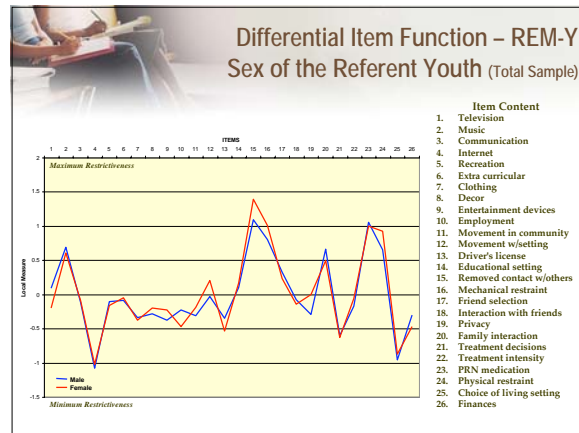 Differential Item Function – REM-Y
Sex of the Referent Youth (Total Sample)
ITEMS
1 2 3 4 5 6 7 8 9 10 11 12 13 14 15 16 17 18 19 20 21 22 23 24 25 26
Maximum Restrictiveness
2
1.5
1
0.5
0
-0.5
-1
-1.5
Local Measure
Male
Female
Minimum Restrictiveness
Item Content
1. Television
2. Music
3. Communication
4. Internet
5. Recreation
6. Extra curricular
7. Clothing
8. Decor
9. Entertainment devices
10. Employment
11. Movement in community
12. Movement w/setting
13. Driver's license
14. Educational setting
15. Removed contact w/others
16. Mechanical restraint
17. Friend selection
18. Interaction with friends
19. Privacy
20. Family interaction
21. Treatment decisions
22. Treatment intensity
23. PRN medication
24. Physical restraint
25. Choice of living setting
26. Finances